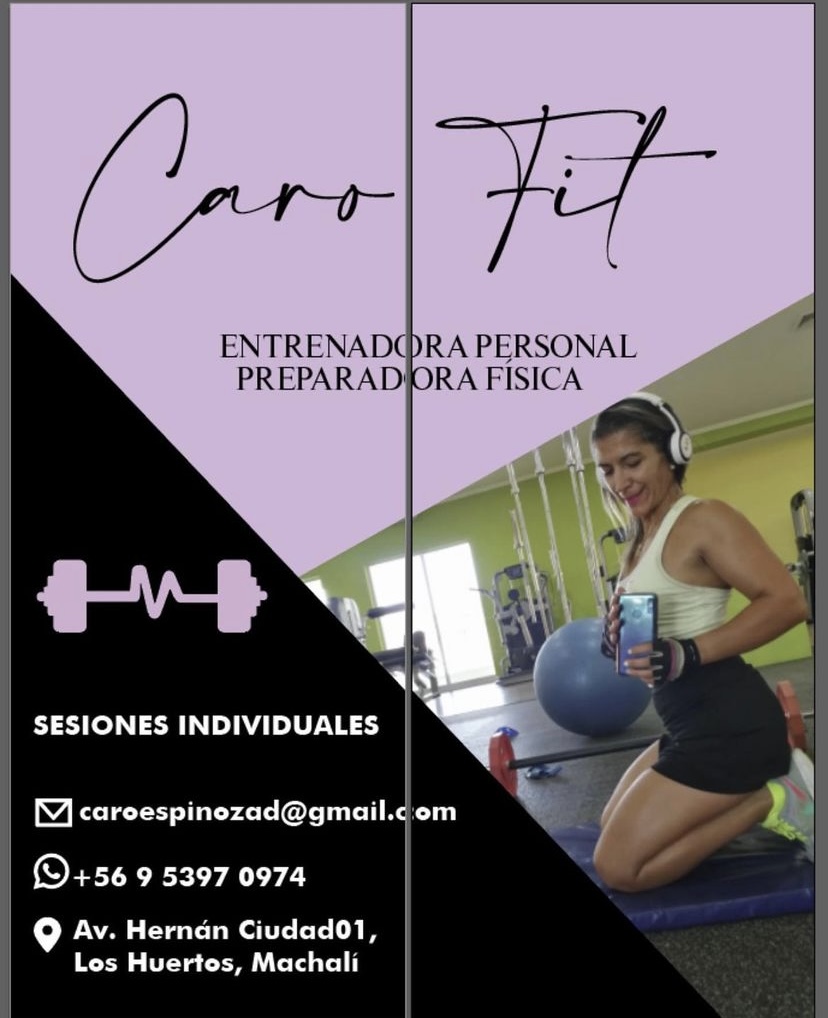 Caro Fit
ENTRENADORA PERSONAL
PREPARADORA FÍSICA
SESIONES INDIVIDUALES
caroespinozad@gmail.com
+56 9 5397 0974
Av. Hernán Ciudad01,
Los Huertos, Machalí